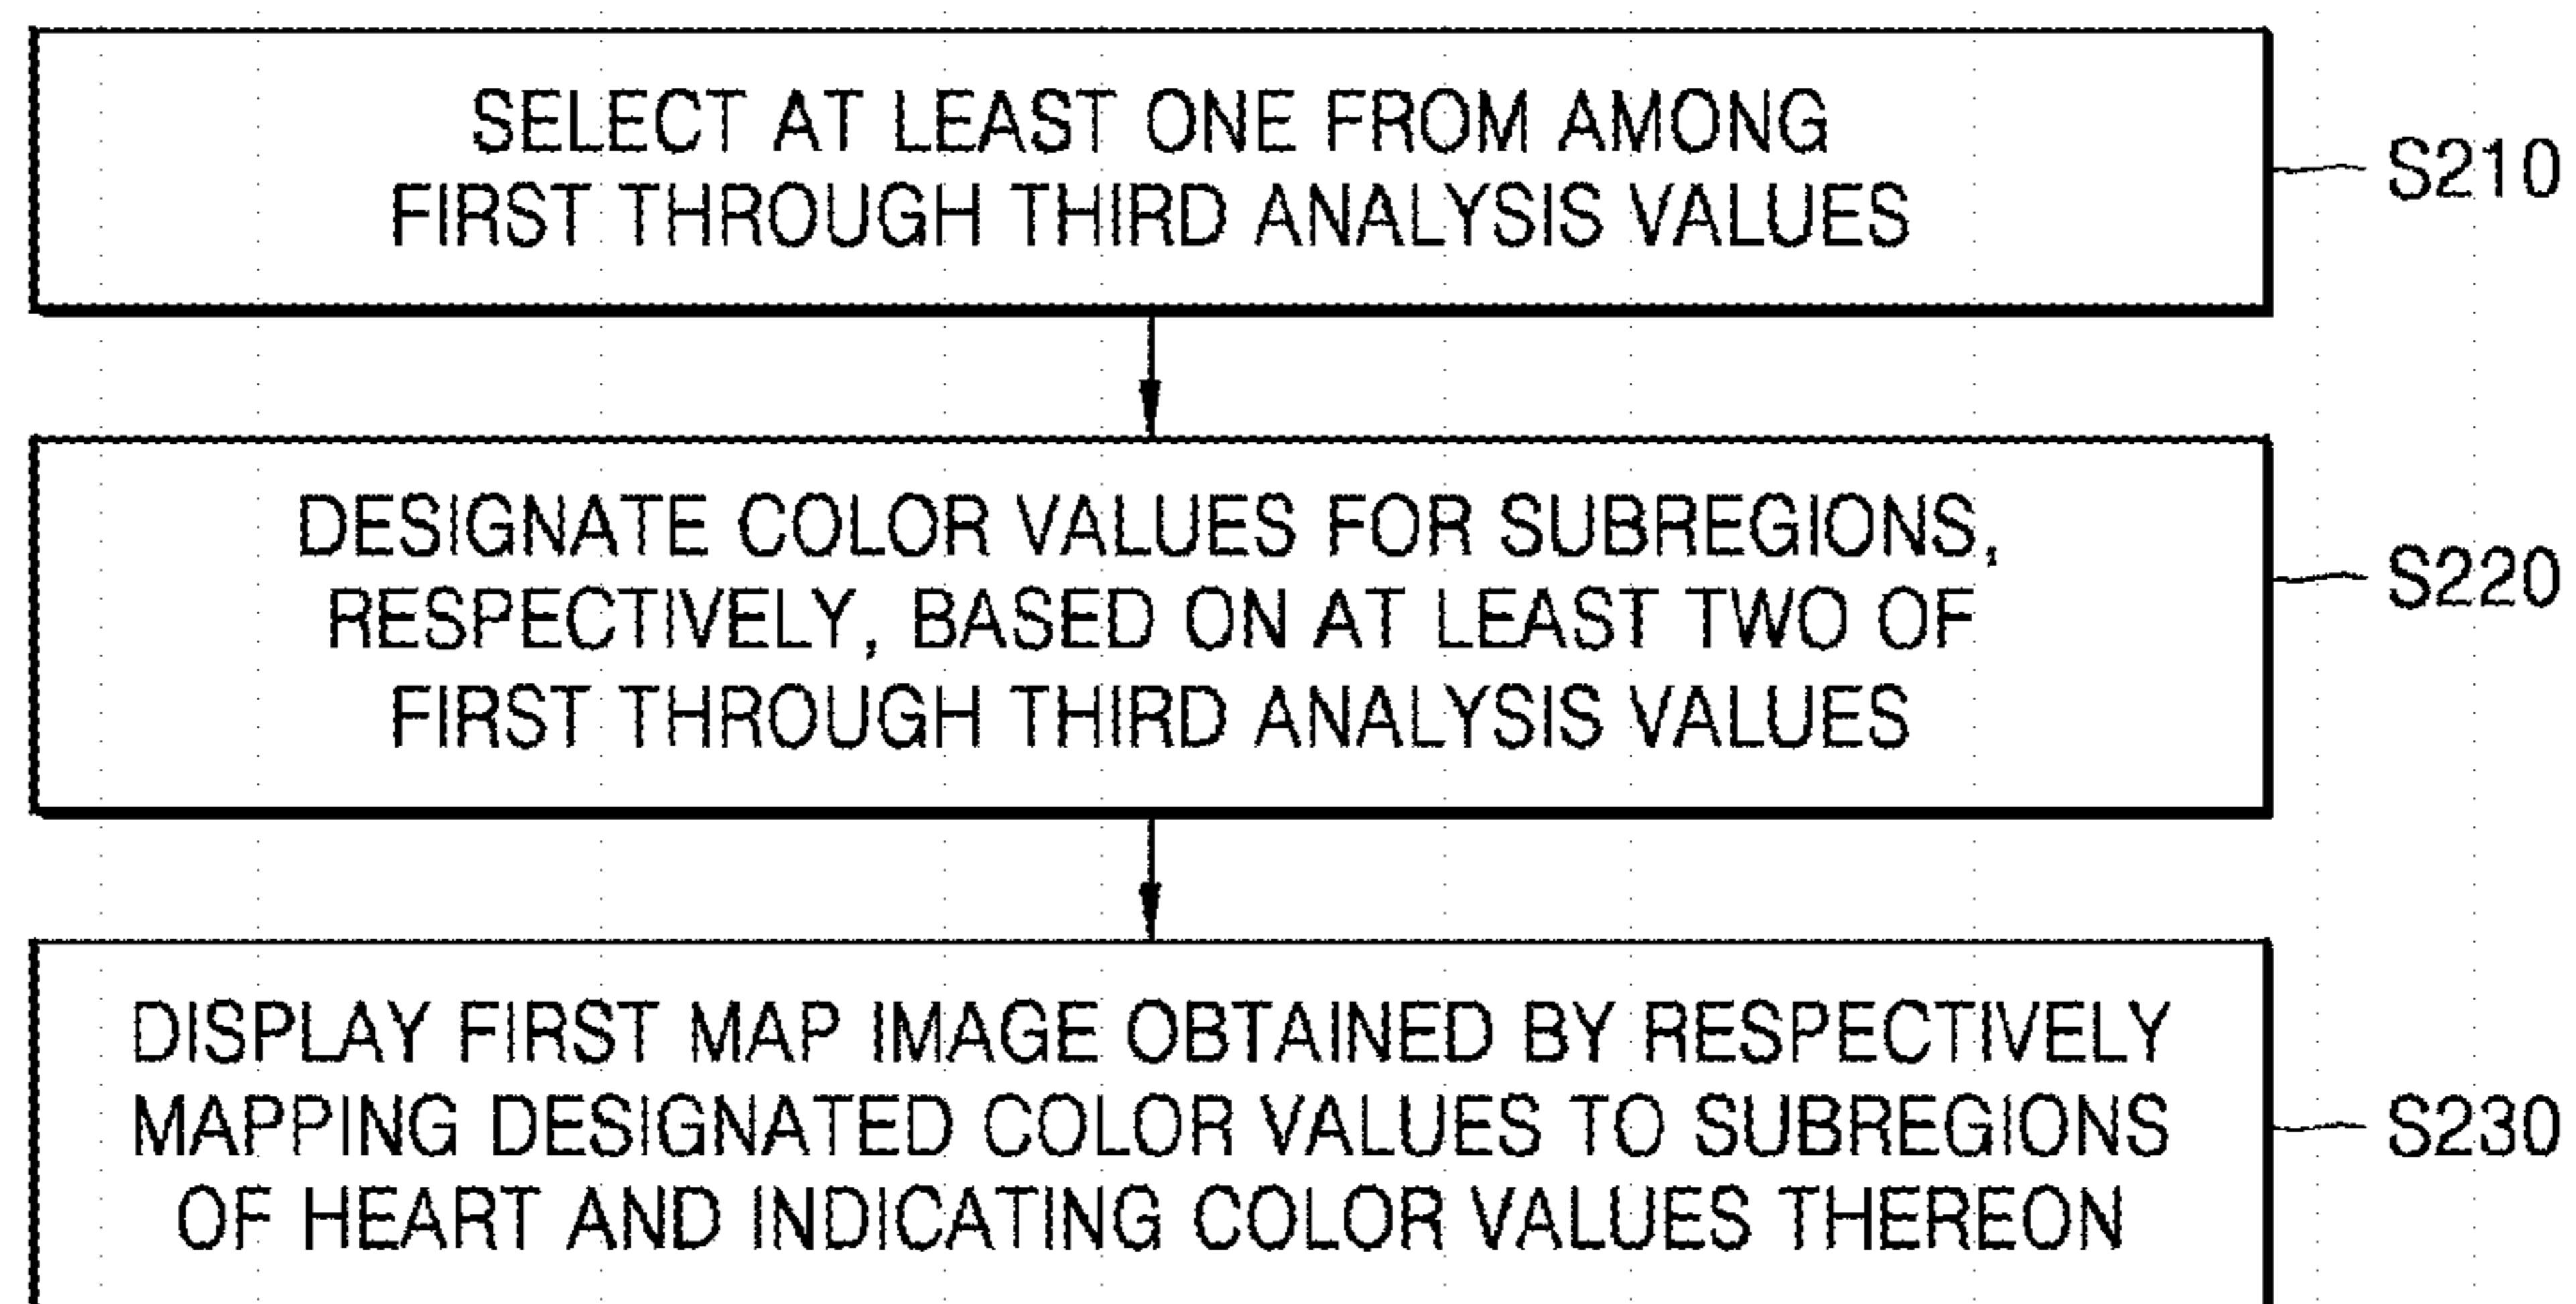 SELECT AT LEAST ONE FROM AMONG
FIRST THROUGH THIRD ANALYSIS VALUES
S210
DESIGNATE COLOR VALUES FOR SUBREGIONS,
RESPECTIVELY, BASED ON AT LEAST TWO OF
FIRST THROUGH THIRD ANALYSIS VALUES
S220
DISPLAY FIRST MAP IMAGE OBTAINED BY RESPECTIVELY
MAPPING DESIGNATED COLOR VALUES TO SUBREGIONS
OF HEART AND INDICATING COLOR VALUES THEREON
S230